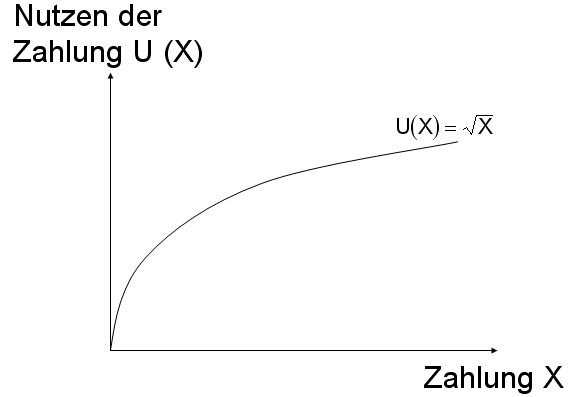 Nutzen der
Zahlung U (X)
U(X) = √X
Zahlung X